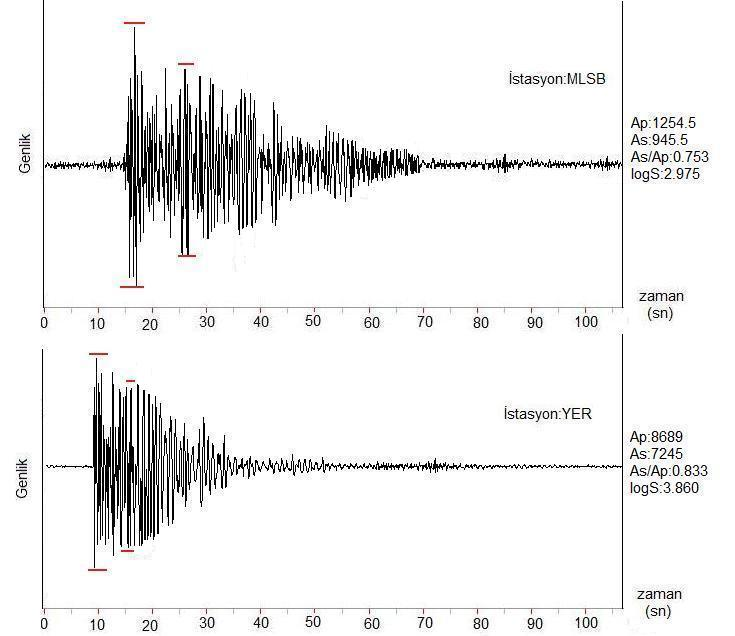 İstasyon:MLSB
Genlik
Ap:1254.5
As:945.5
As/Ap:0.753
logS:2.975
zaman
(sn)
0 10 20 30 40 50 60 70 80 90 100
İstasyon:YER
Genlik
Ap:8689
As:7245
As/Ap:0.833
logS:3.860
zaman
(sn)
0 10 20 30 40 50 60 70 80 90 100